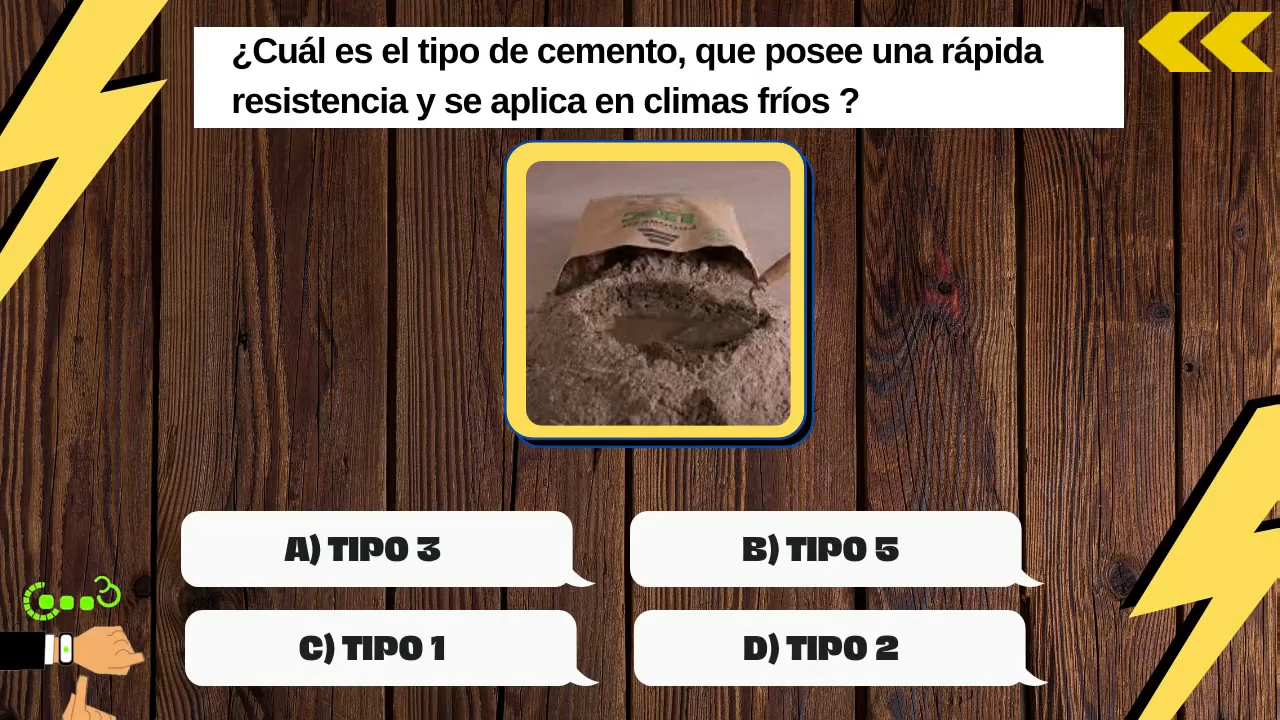 ¿Cuál es el tipo de cemento, que posee una rápida
resistencia y se aplica en climas fríos ?
A) TIPO 3
B) TIPO 5
C) TIPO 1
D) TIPO 2